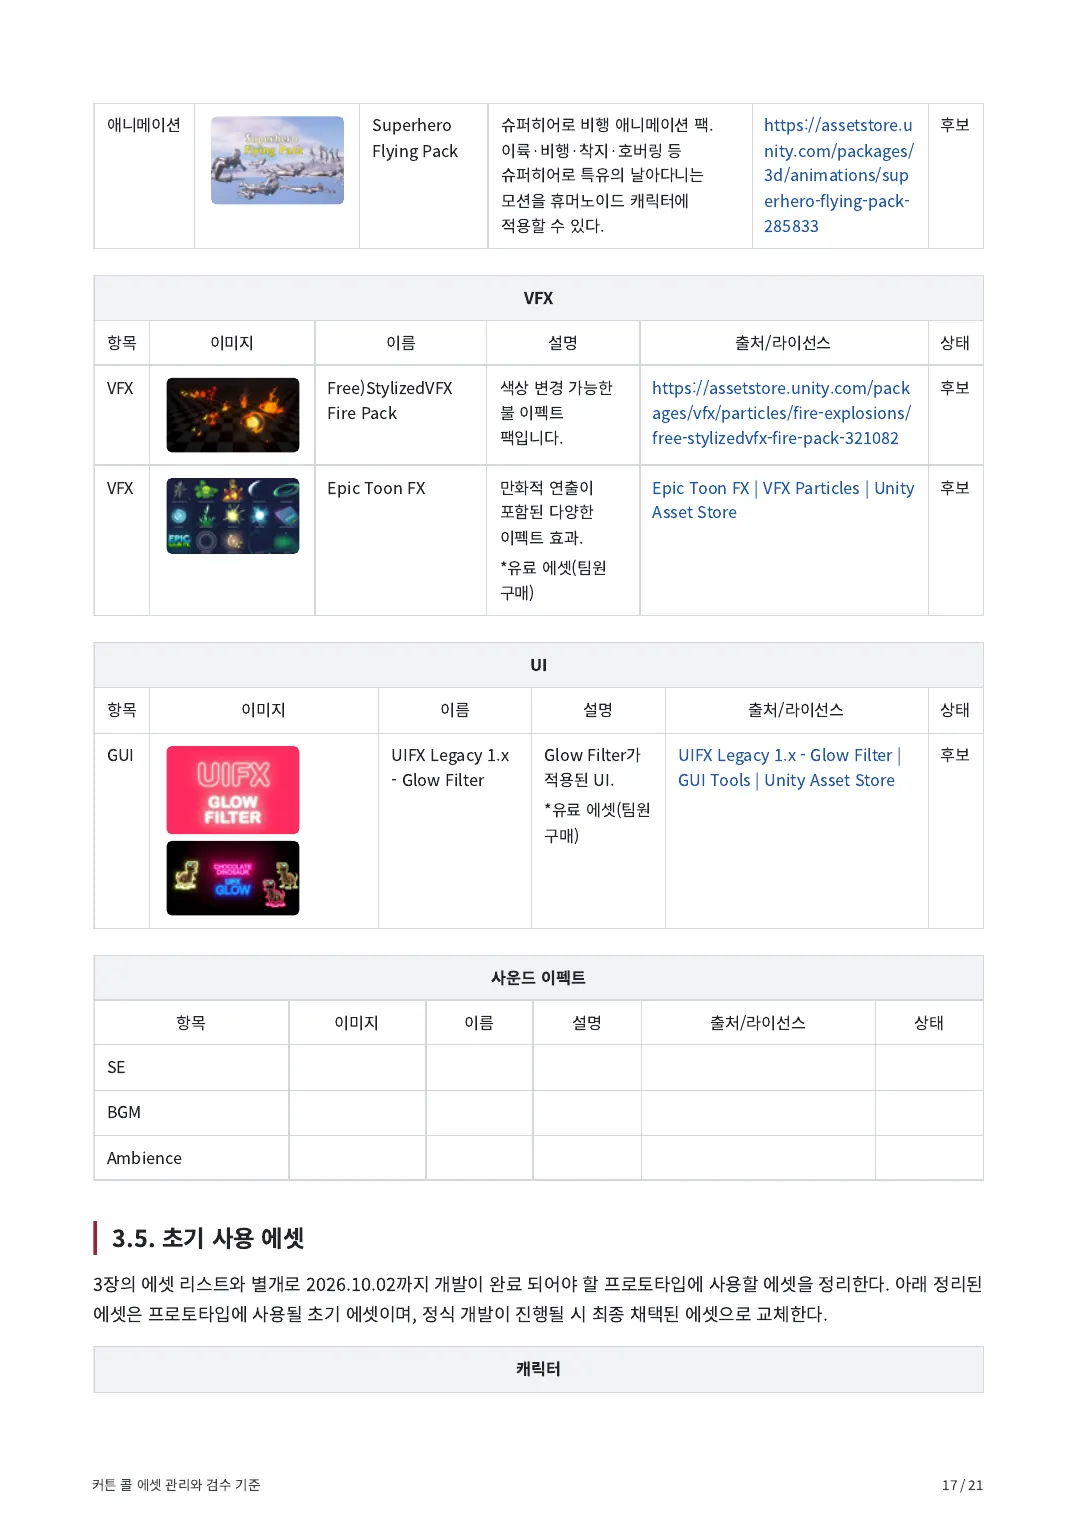 애니메이션
Superhero
Flying Pack
Superhero
Flying Pack
슈퍼히어로 비행 애니메이션 팩.
이륙·비행·착지·호버링 등
슈퍼히어로 특유의 날아다니는
모션을 휴머노이드 캐릭터에
적용할 수 있다.
https://assetstore.u
nity.com/packages/
3d/animations/sup
erhero-flying-pack-
285833
후보
VFX
항목 이미지 이름 설명 출처/라이선스 상태
VFX
Free)StylizedVFX
Fire Pack
색상 변경 가능한
불 이펙트
팩입니다.
https://assetstore.unity.com/pack
ages/vfx/particles/fire-explosions/
free-stylizedvfx-fire-pack-321082
후보
VFX
EPIC
Epic Toon FX
만화적 연출이
포함된 다양한
이펙트 효과.
*유료 에셋(팀원
구매)
Epic Toon FX | VFX Particles | Unity
Asset Store
후보
UI
항목 이미지 이름 설명 출처/라이선스 상태
GUI
UIFX
GLOW
FILTER
CHOCOLATE
DINOSAUR
UIFX
GLOW
UIFX Legacy 1.x
- Glow Filter
Glow Filter가
적용된 UI.
*유료 에셋(팀원
구매)
UIFX Legacy 1.x - Glow Filter |
GUI Tools | Unity Asset Store
후보
사운드 이펙트
항목 이미지 이름 설명 출처/라이선스 상태
SE
BGM
Ambience
3.5. 초기 사용 에셋
3장의 에셋 리스트와 별개로 2026.10.02까지 개발이 완료 되어야 할 프로토타입에 사용할 에셋을 정리한다. 아래 정리된
에셋은 프로토타입에 사용될 초기 에셋이며, 정식 개발이 진행될 시 최종 채택된 에셋으로 교체한다.
캐릭터
커튼 콜 에셋 관리와 검수 기준
17 / 21